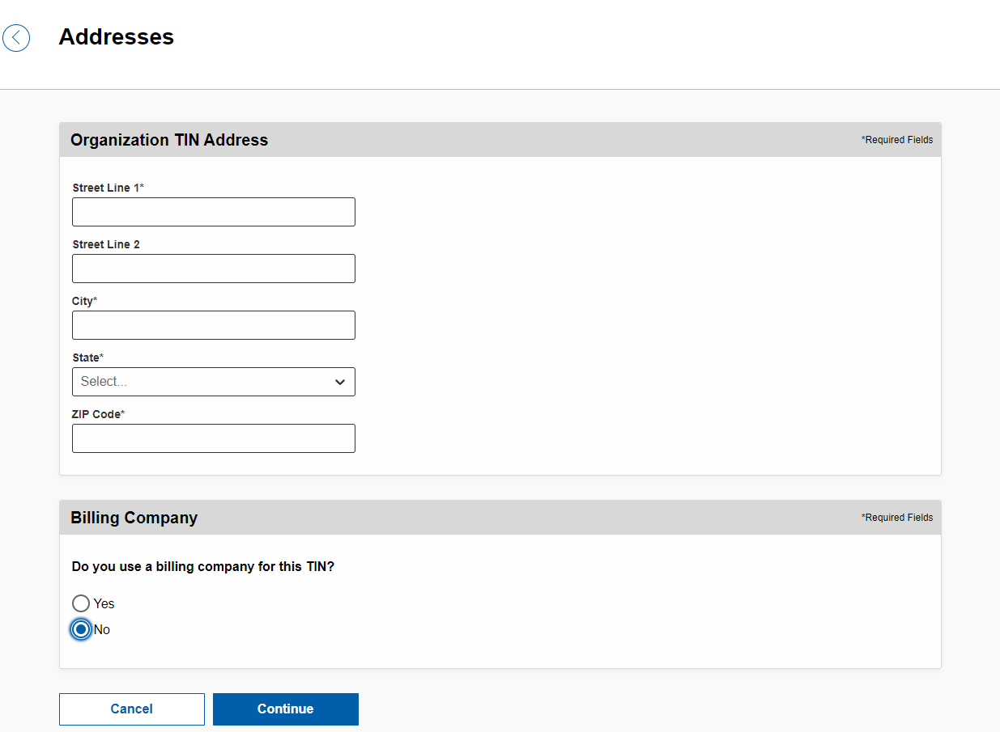 Addresses
Organization TIN Address
*Required Fields
Street Line 1*
Street Line 2
City*
State*
Select...
ZIP Code*
Billing Company
*Required Fields
Do you use a billing company for this TIN?
Yes
No
Cancel
Continue